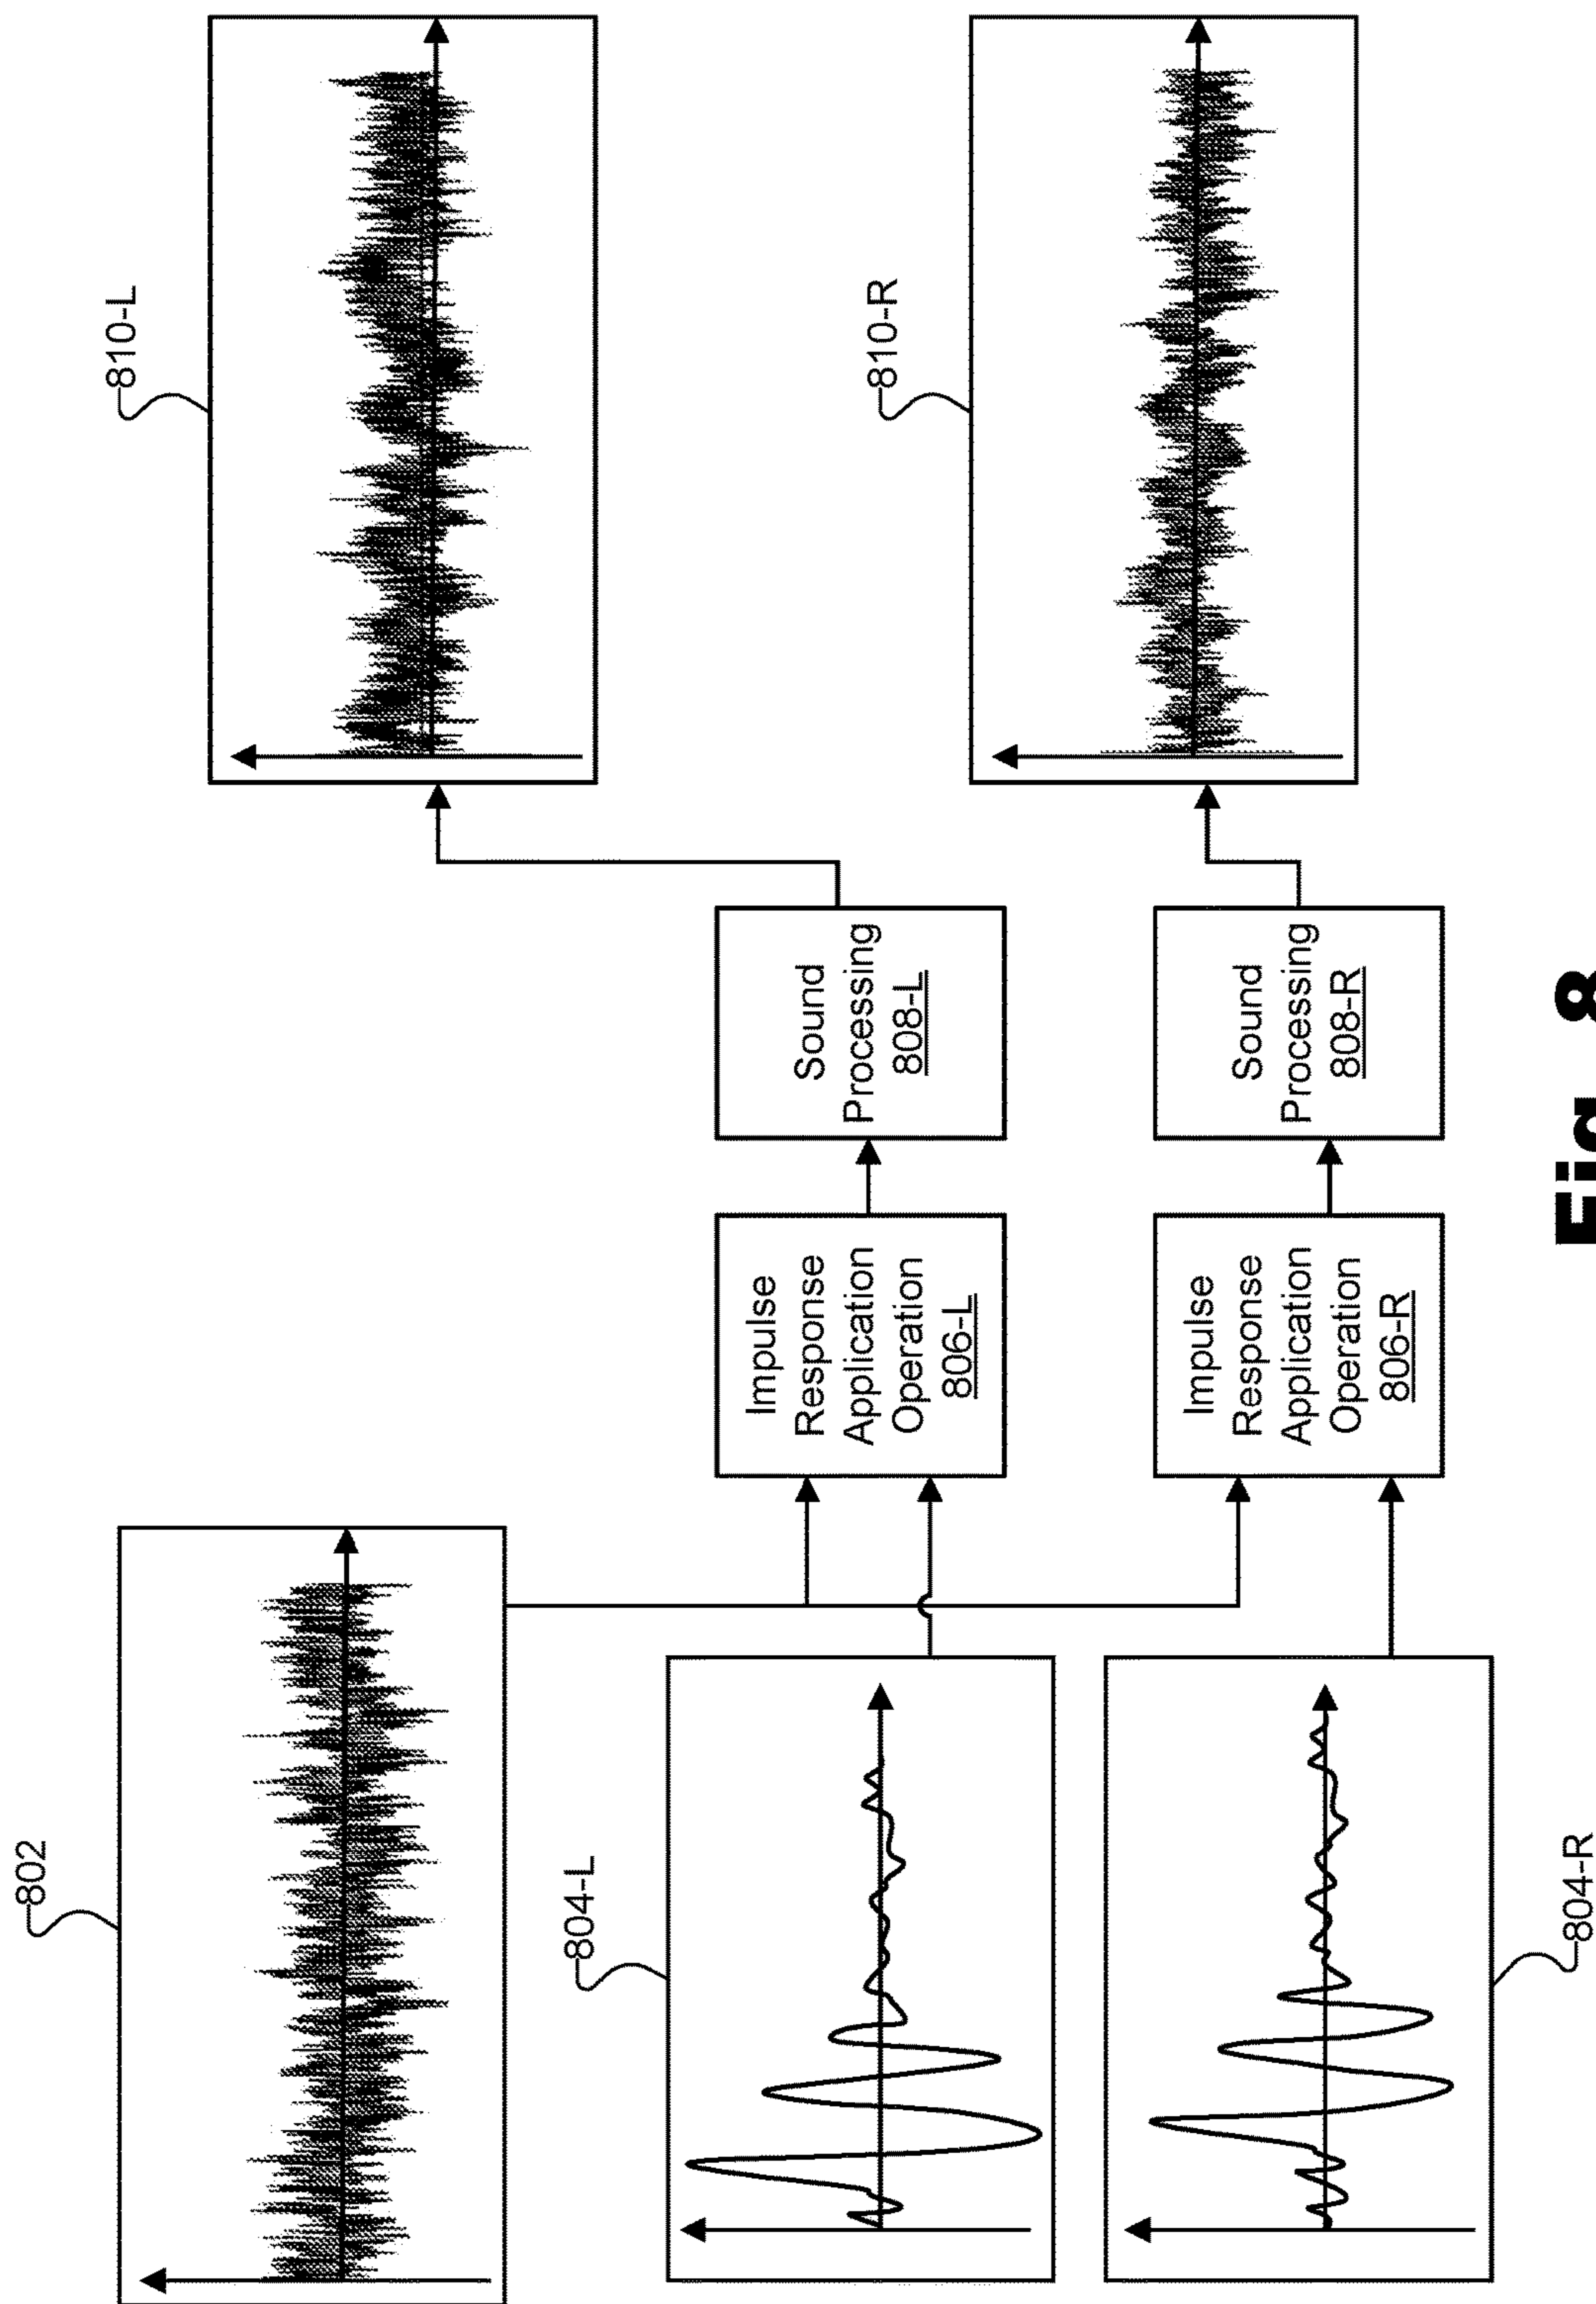 802
804-L
804-R
Impulse
Response
Application
Operation
806-L
Impulse
Response
Application
Operation
806-R
Sound
Processing
808-L
Sound
Processing
808-R
810-L
810-R
Fig. 8